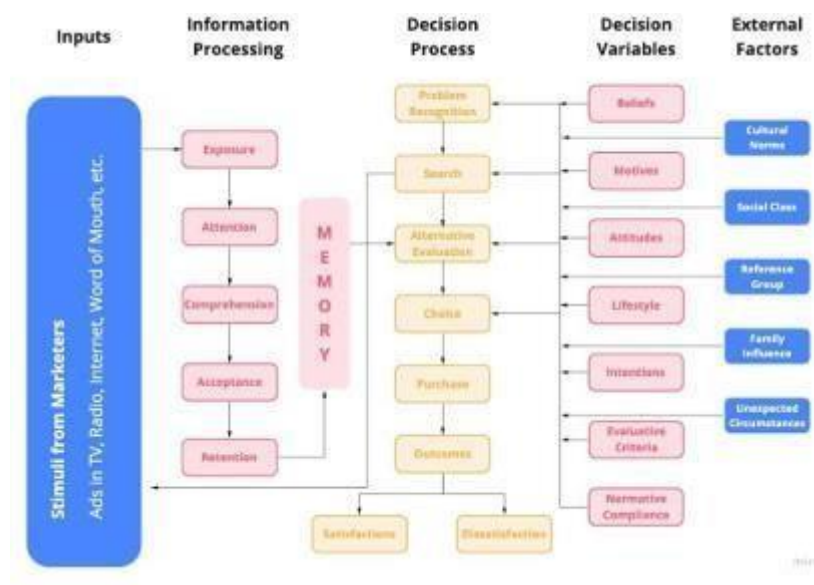 Inputs
Information
Processing
Decision
Process
Decision
Variables
External
Factors
Stimuli from Marketers
Ads in TV, Radio, Internet, Word of Mouth, etc.
Exposure
Attention
Comprehension
Acceptance
Retention
MEMORY
Problem
Recognition
Search
Alternative
Evaluation
Choice
Purchase
Outcomes
Satisfactions
Dissatisfaction
Beliefs
Motives
Attitudes
Lifestyle
Intentions
Evaluative
Criteria
Normative
Compliance
Cultural
Norms
Social Class
Reference
Group
Family
Influence
Unexpected
Circumstances